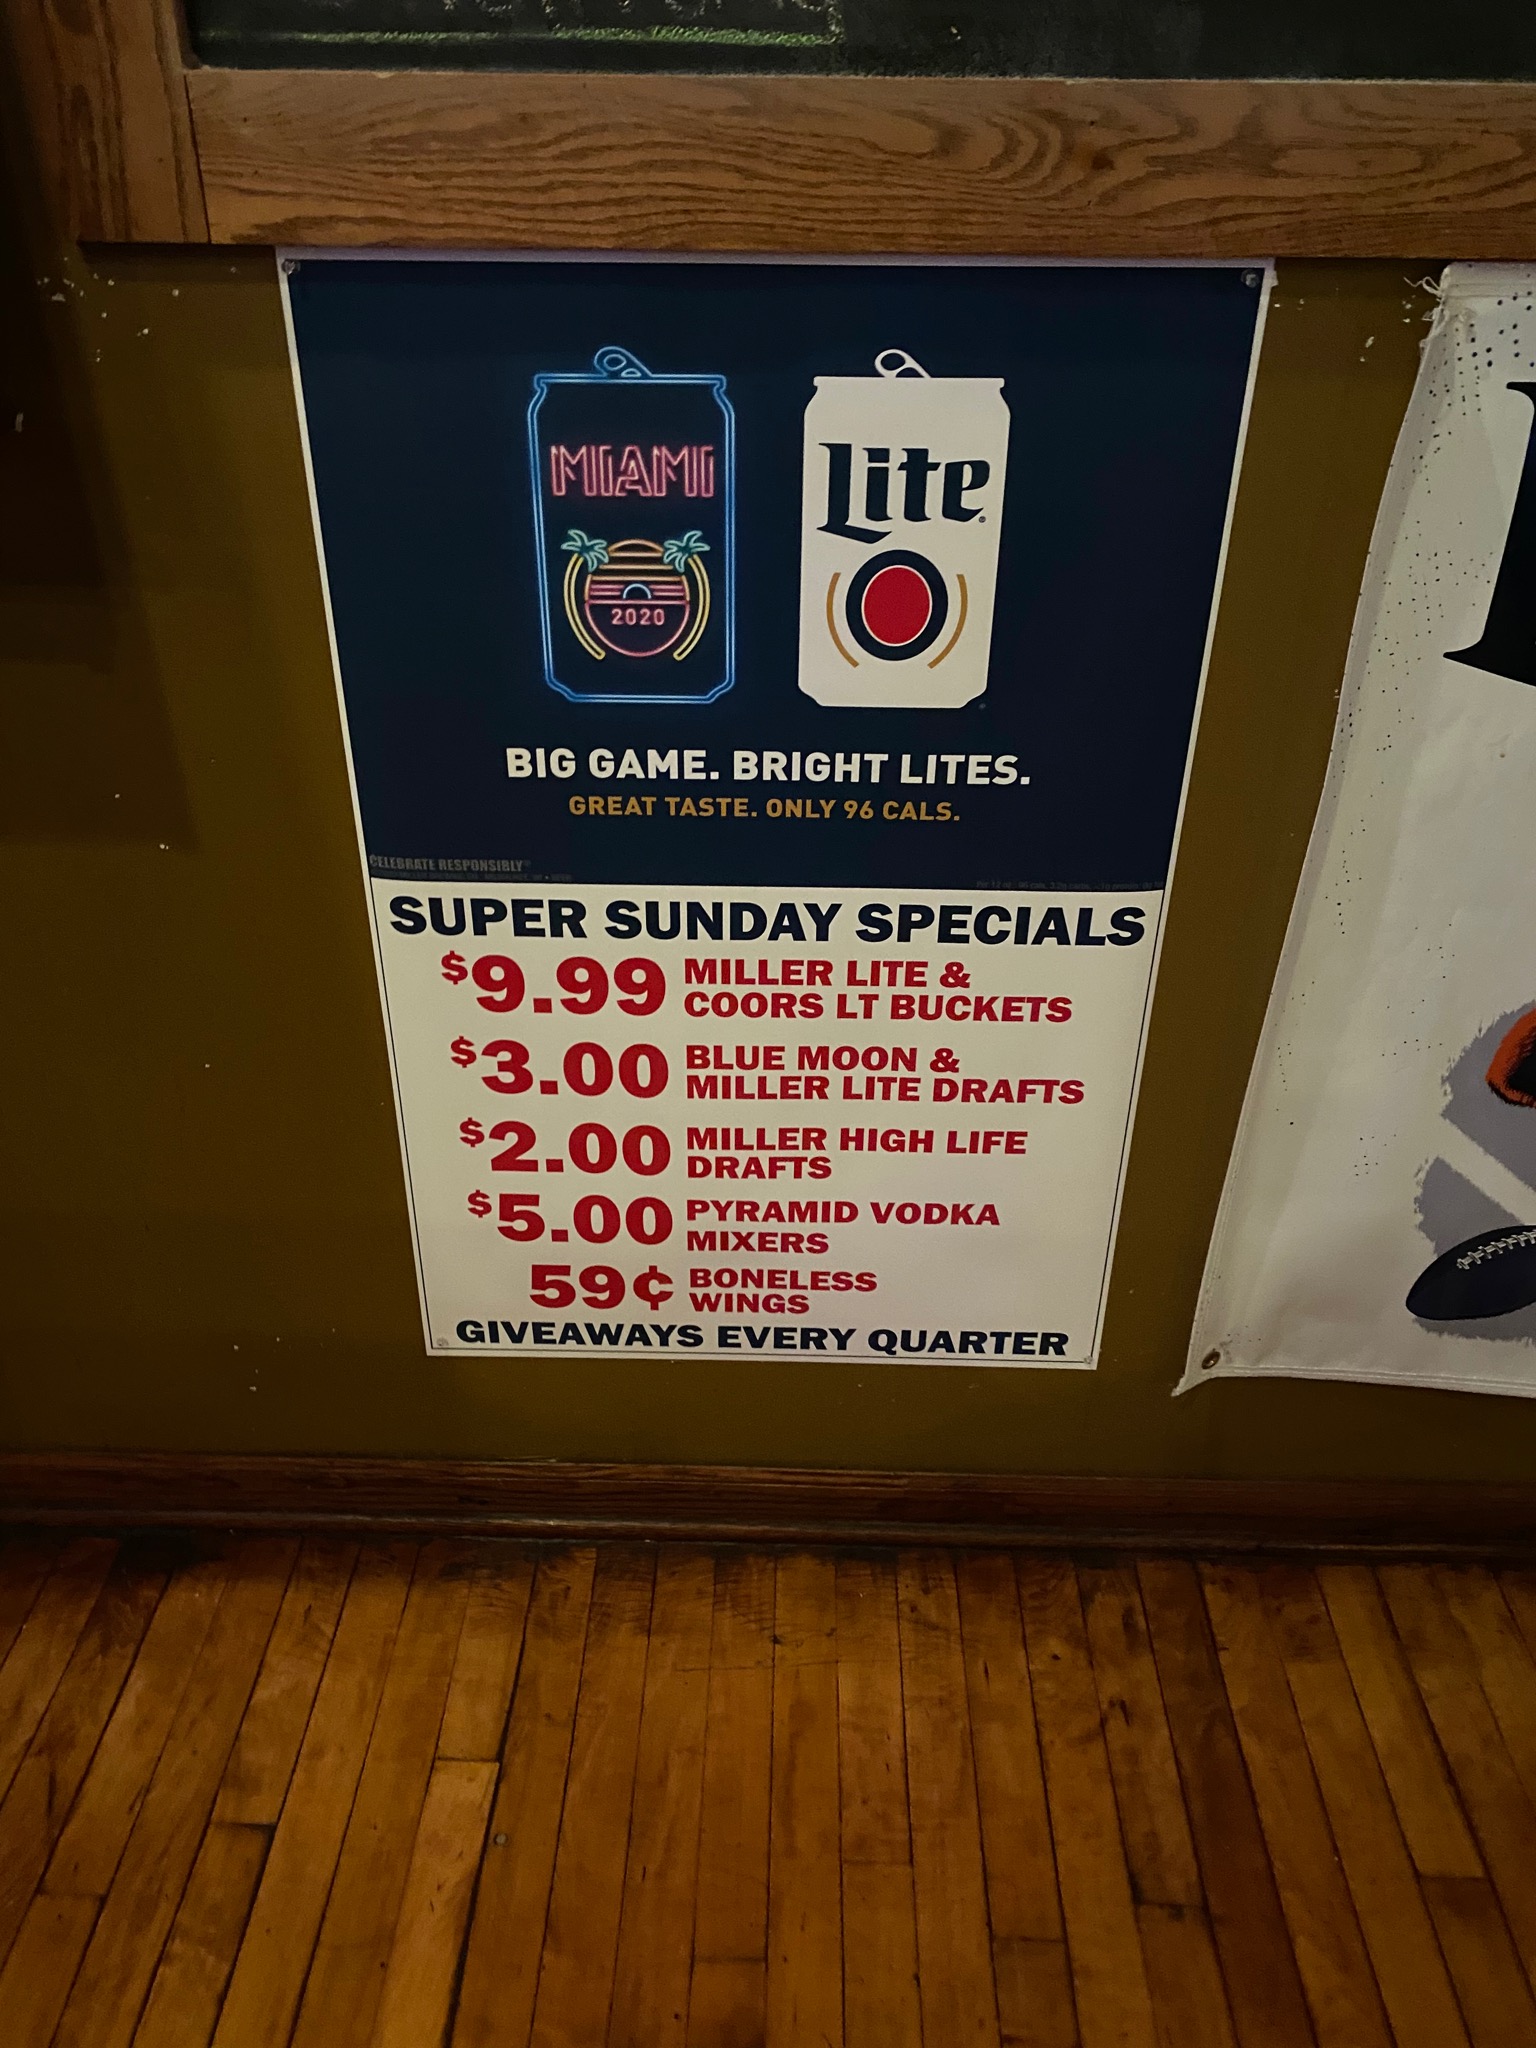 MIAMI
2020
Lite
BIG GAME. BRIGHT LITES.
GREAT TASTE. ONLY 96 CALS.
CELEBRATE RESPONSIBLY®
SUPER SUNDAY SPECIALS
$9.99 MILLER LITE &
COORS LT BUCKETS
$3.00 BLUE MOON &
MILLER LITE DRAFTS
$2.00 MILLER HIGH LIFE
DRAFTS
$5.00 PYRAMID VODKA
MIXERS
59¢ BONELESS
WINGS
GIVEAWAYS EVERY QUARTER